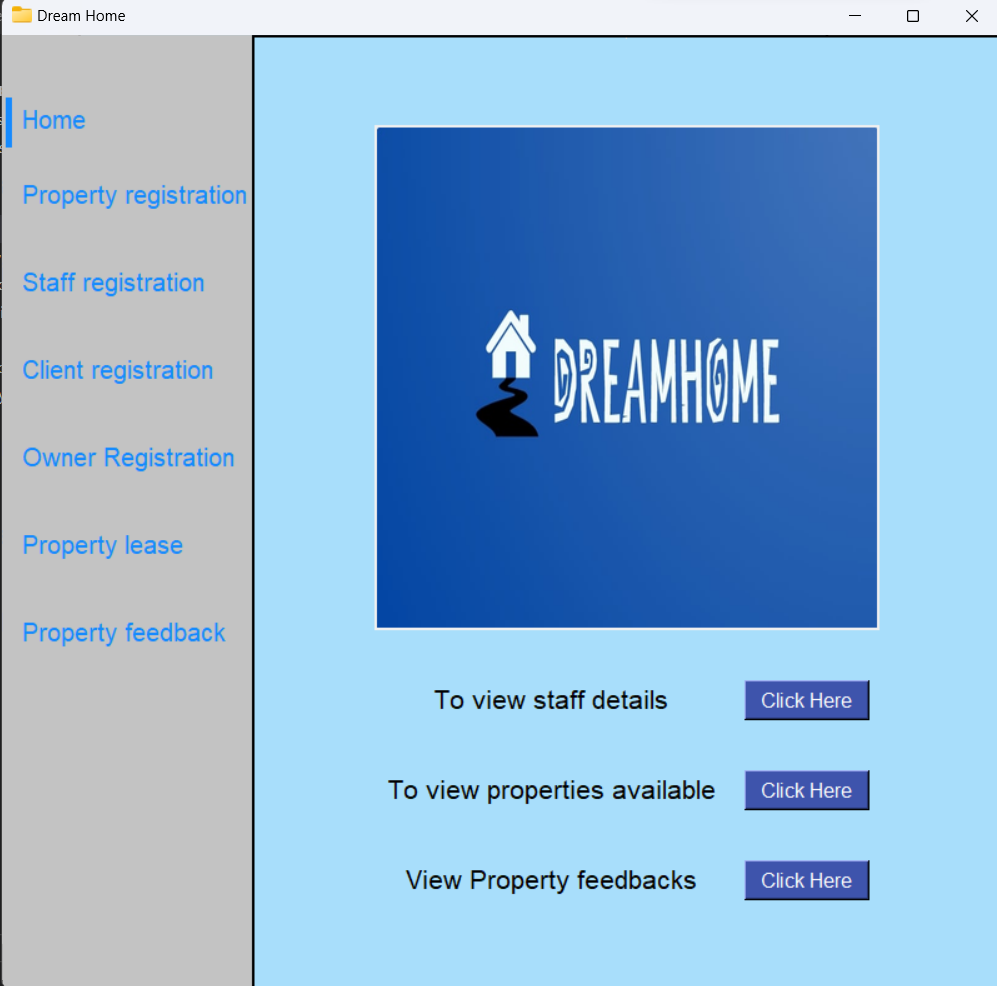 Dream Home
Home
Property registration
Staff registration
Client registration
Owner Registration
Property lease
Property feedback
DREAMHOME
To view staff details
Click Here
To view properties available
Click Here
View Property feedbacks
Click Here